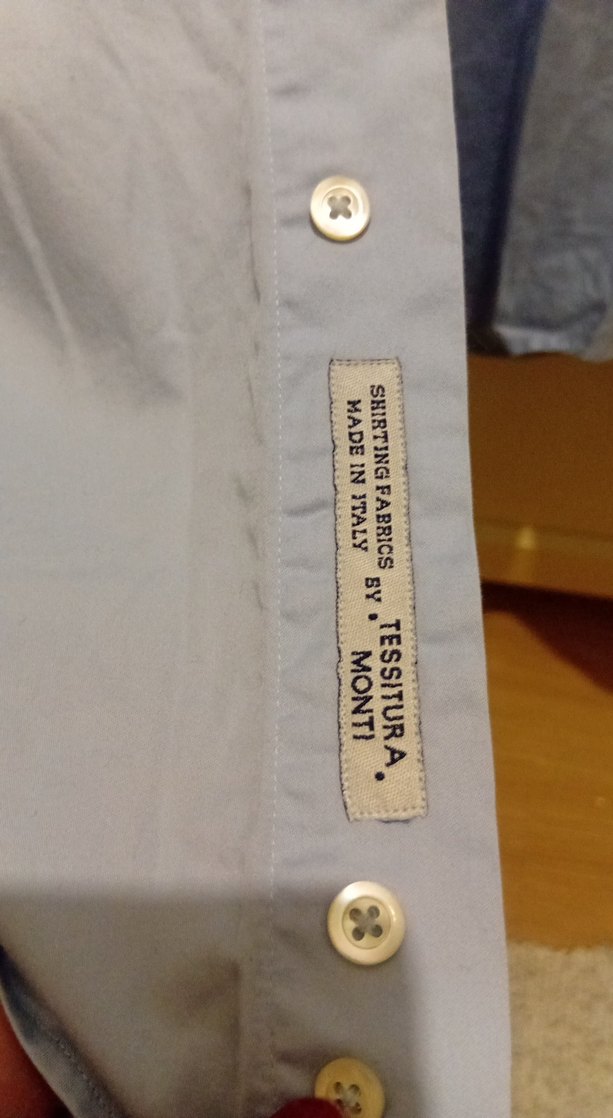 SHIRTING FABRICS BY • TESSITURA •
MADE IN ITALY MONTI